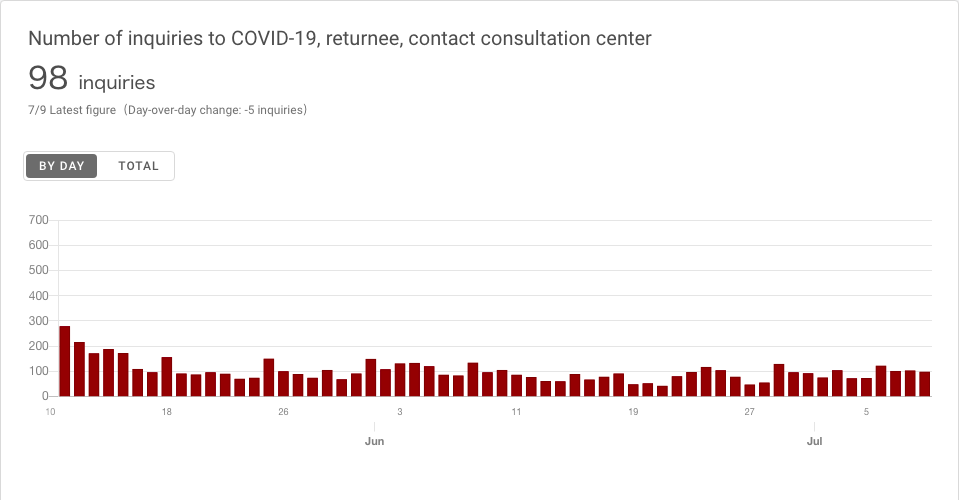 Number of inquiries to COVID-19, returnee, contact consultation center
98 inquiries
7/9 Latest figure（Day-over-day change: -5 inquiries）
BY DAY TOTAL
700
600
500
400
300
200
100
0
10 18 26 3 11 19 27 5
Jun Jul